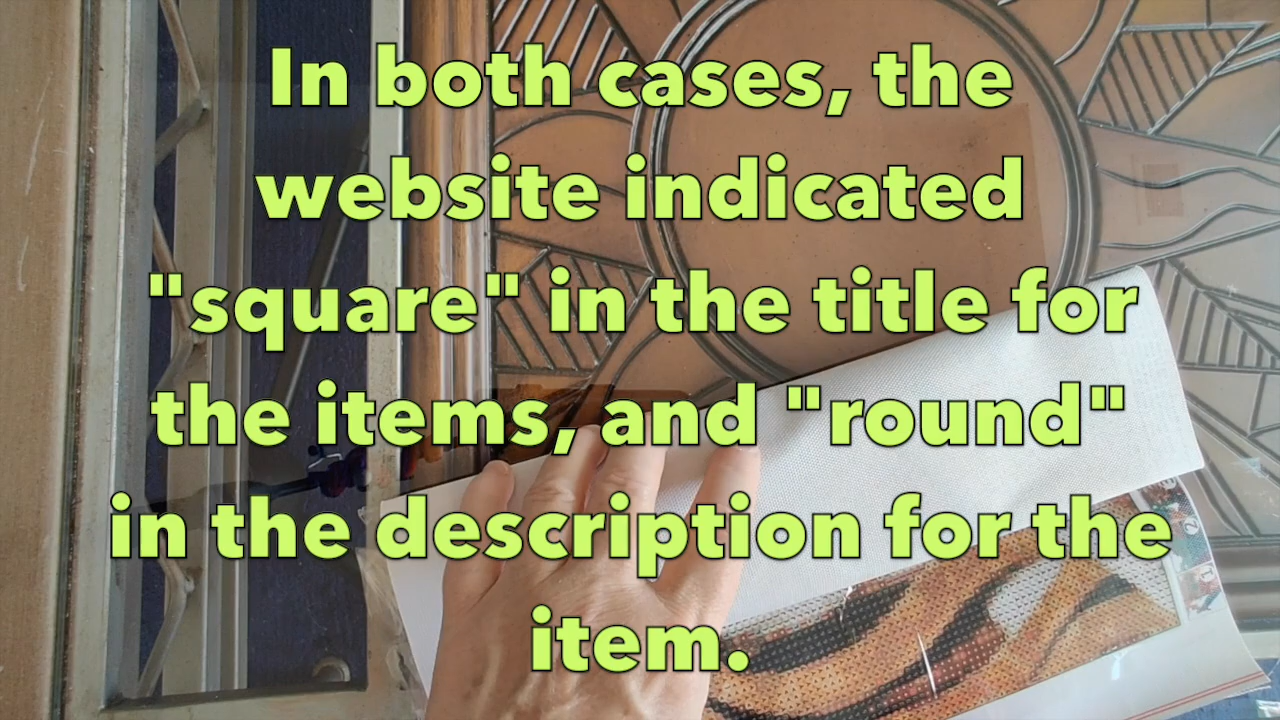 In both cases, the
website indicated
"square" in the title for
the items, and "round"
in the description for the
item.